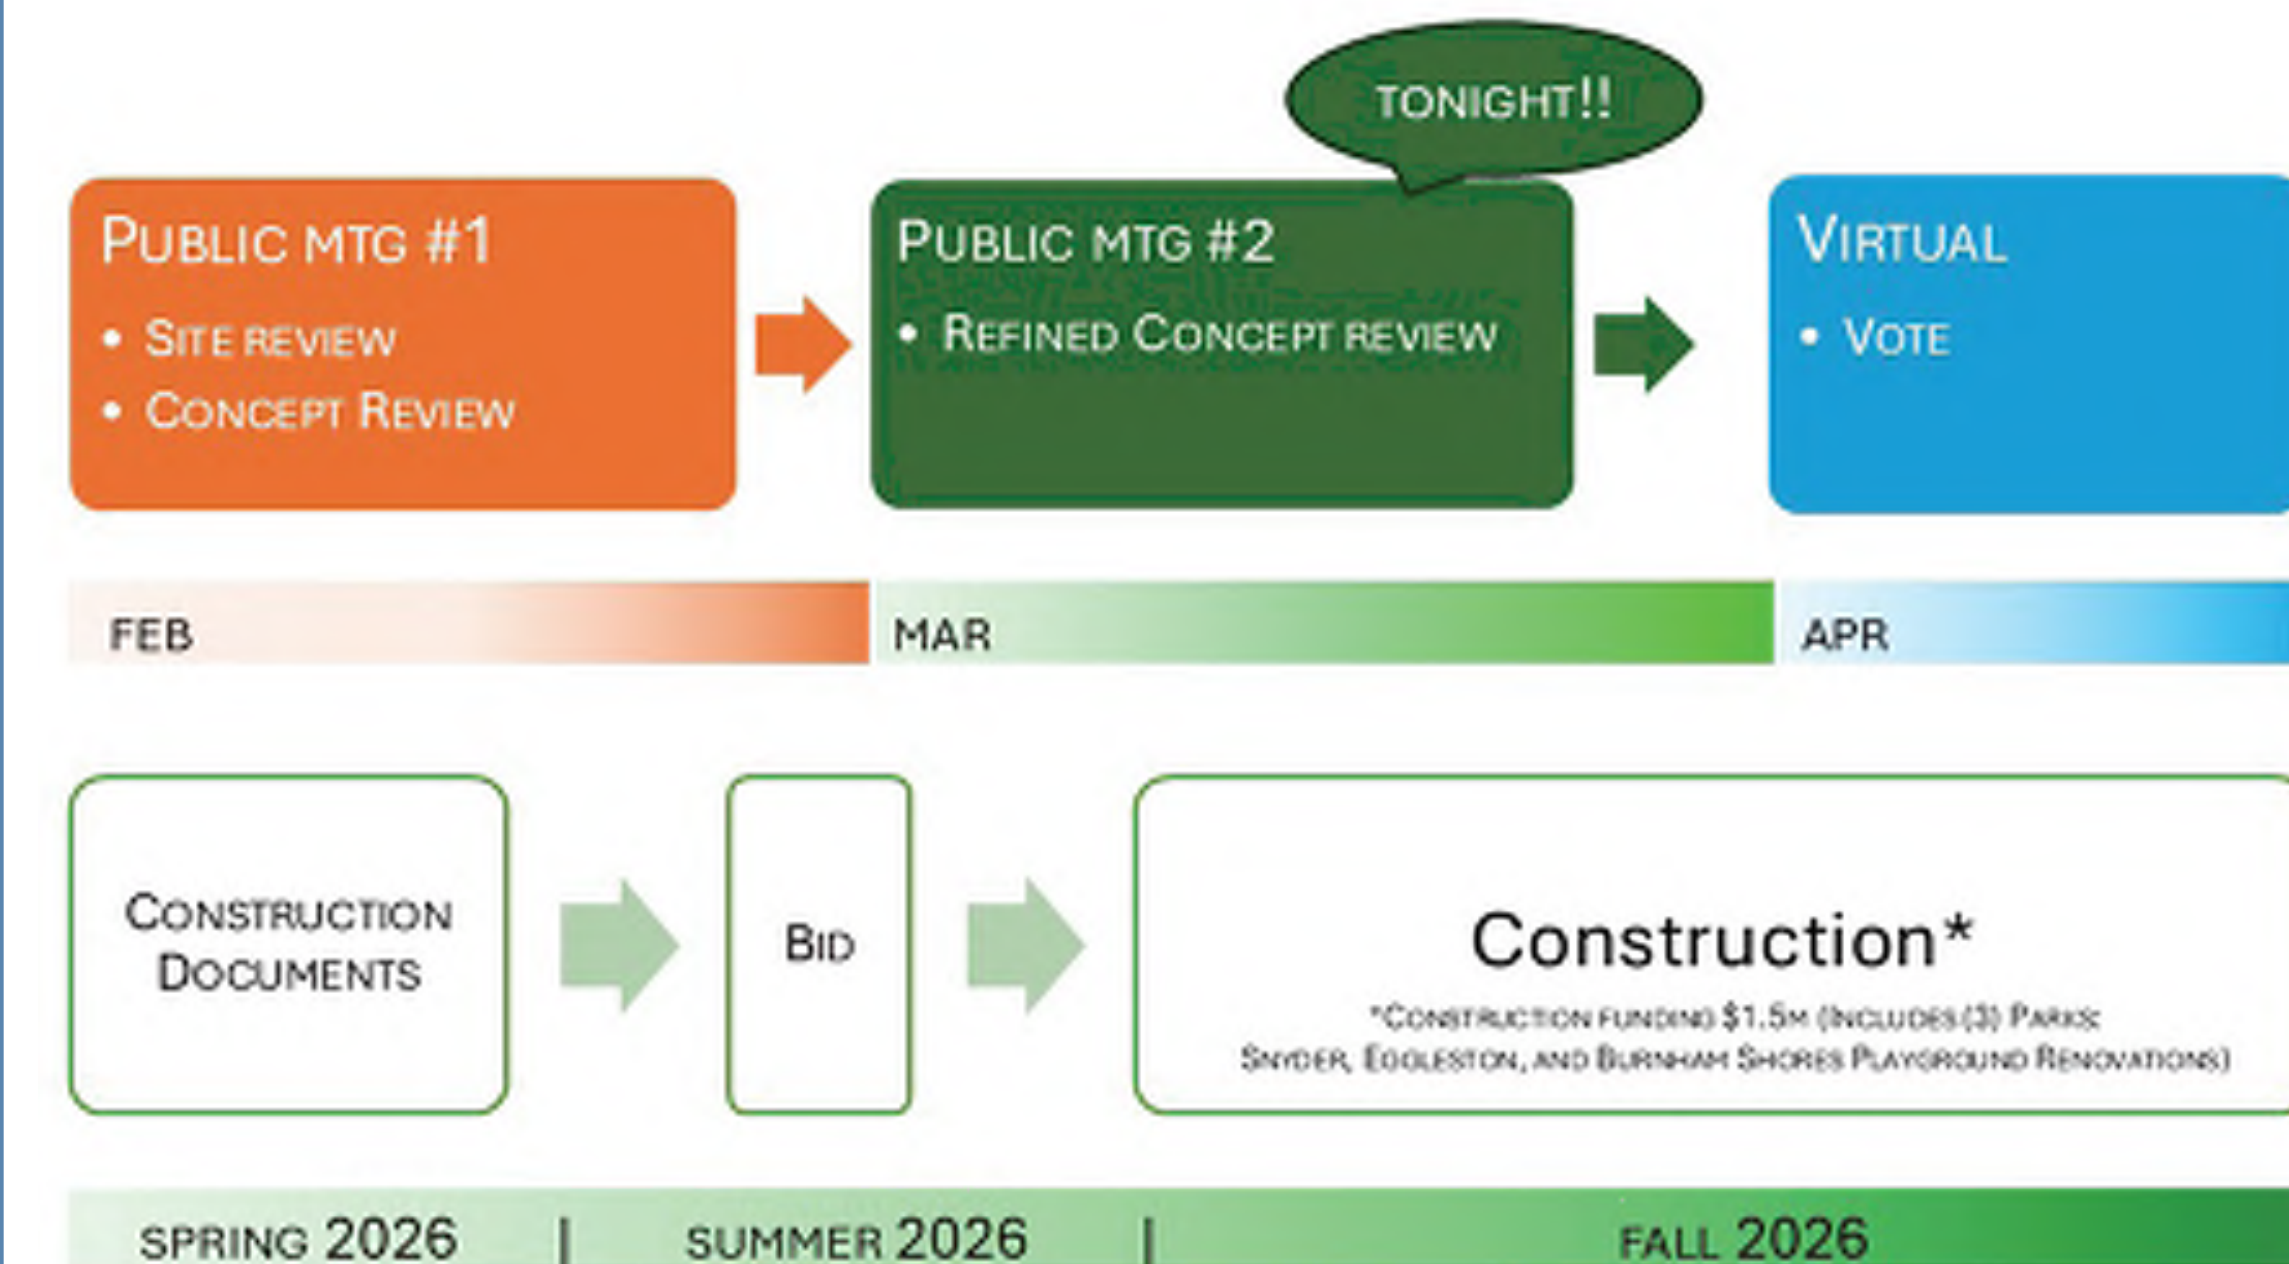 TONIGHT!!
PUBLIC MTG #1
• SITE REVIEW
• CONCEPT REVIEW
PUBLIC MTG #2
• REFINED CONCEPT REVIEW
VIRTUAL
• VOTE
FEB
MAR
APR
CONSTRUCTION
DOCUMENTS
BID
Construction*
*CONSTRUCTION FUNDING $1.5M (INCLUDES (3) PARKS:
SNYDER, EGGLESTON, AND BURNHAM SHORES PLAYGROUND RENOVATIONS)
SPRING 2026 | SUMMER 2026 | FALL 2026